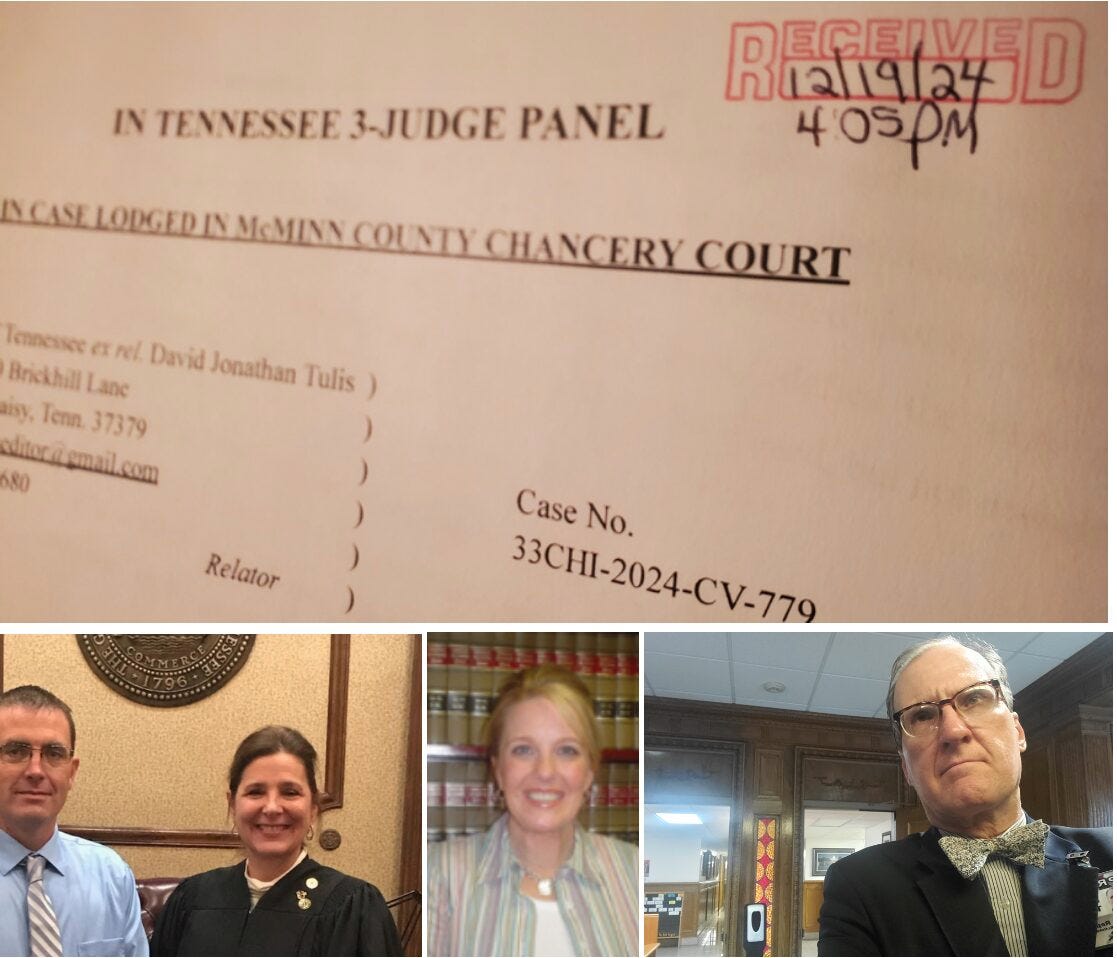 RECEIVED
12/19/24
4:05 PM
IN TENNESSEE 3-JUDGE PANEL
IN CASE LODGED IN McMINN COUNTY CHANCERY COURT
Tennessee ex rel. David Jonathan Tulis )
Brickhill Lane
aisy, Tenn. 37379 )
editor@gmail.com )
680 )
Case No.
)
33CHI-2024-CV-779
Relator )
COMMERCE
1796